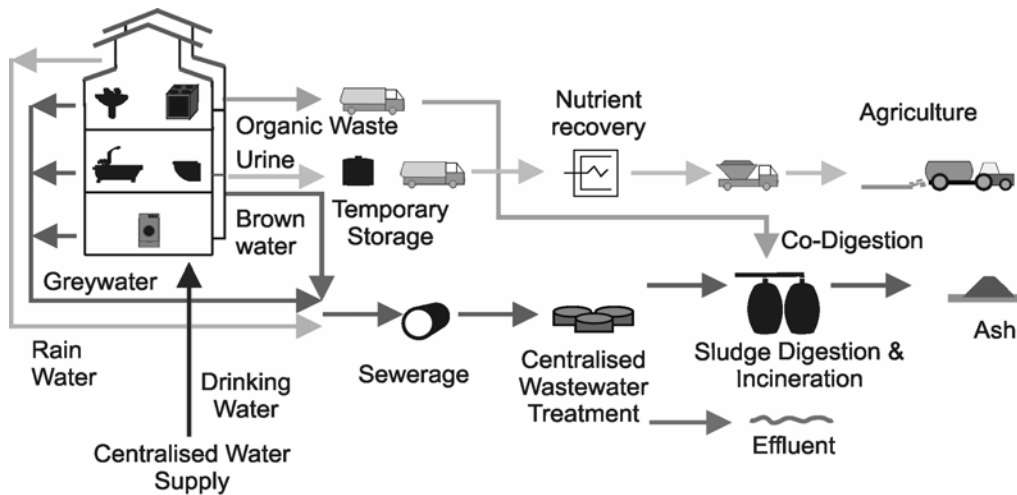 Organic Waste
Nutrient
recovery
Agriculture
Urine
Temporary
Storage
Brown
water
Co-Digestion
Greywater
Rain
Water
Drinking
Water
Sewerage
Centralised
Wastewater
Treatment
Sludge Digestion &
Incineration
Ash
Effluent
Centralised Water
Supply